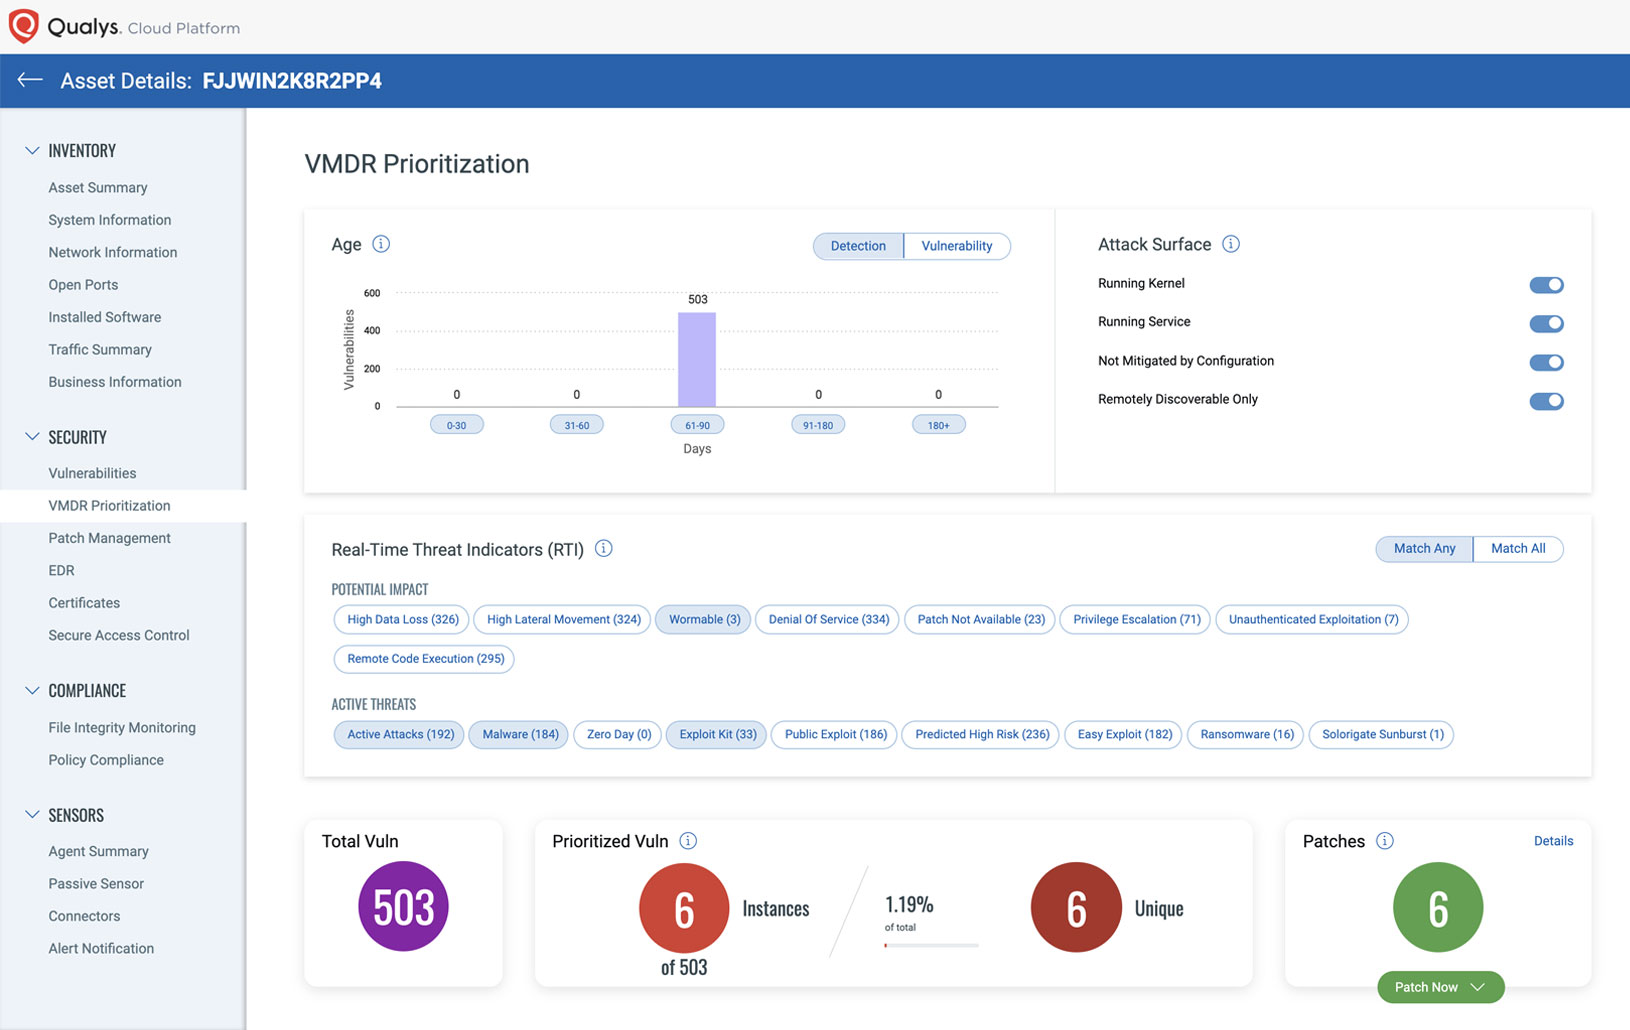 Qualys. Cloud Platform
Asset Details: FJJWIN2K8R2PP4
INVENTORY
Asset Summary
System Information
Network Information
Open Ports
Installed Software
Traffic Summary
Business Information
SECURITY
Vulnerabilities
VMDR Prioritization
Patch Management
EDR
Certificates
Secure Access Control
COMPLIANCE
File Integrity Monitoring
Policy Compliance
SENSORS
Agent Summary
Passive Sensor
Connectors
Alert Notification
VMDR Prioritization
Age
Detection Vulnerability
Vulnerabilities
600
400
200
0
0 0 503 0 0
0-30 31-60 61-90 91-180 180+
Days
Attack Surface
Running Kernel
Running Service
Not Mitigated by Configuration
Remotely Discoverable Only
Real-Time Threat Indicators (RTI)
Match Any Match All
POTENTIAL IMPACT
High Data Loss (326) High Lateral Movement (324) Wormable (3) Denial Of Service (334) Patch Not Available (23) Privilege Escalation (71) Unauthenticated Exploitation (7)
Remote Code Execution (295)
ACTIVE THREATS
Active Attacks (192) Malware (184) Zero Day (0) Exploit Kit (33) Public Exploit (186) Predicted High Risk (236) Easy Exploit (182) Ransomware (16) Solorigate Sunburst (1)
Total Vuln
503
Prioritized Vuln
6 Instances
of 503
1.19%
of total
6 Unique
Patches
Details
6
Patch Now